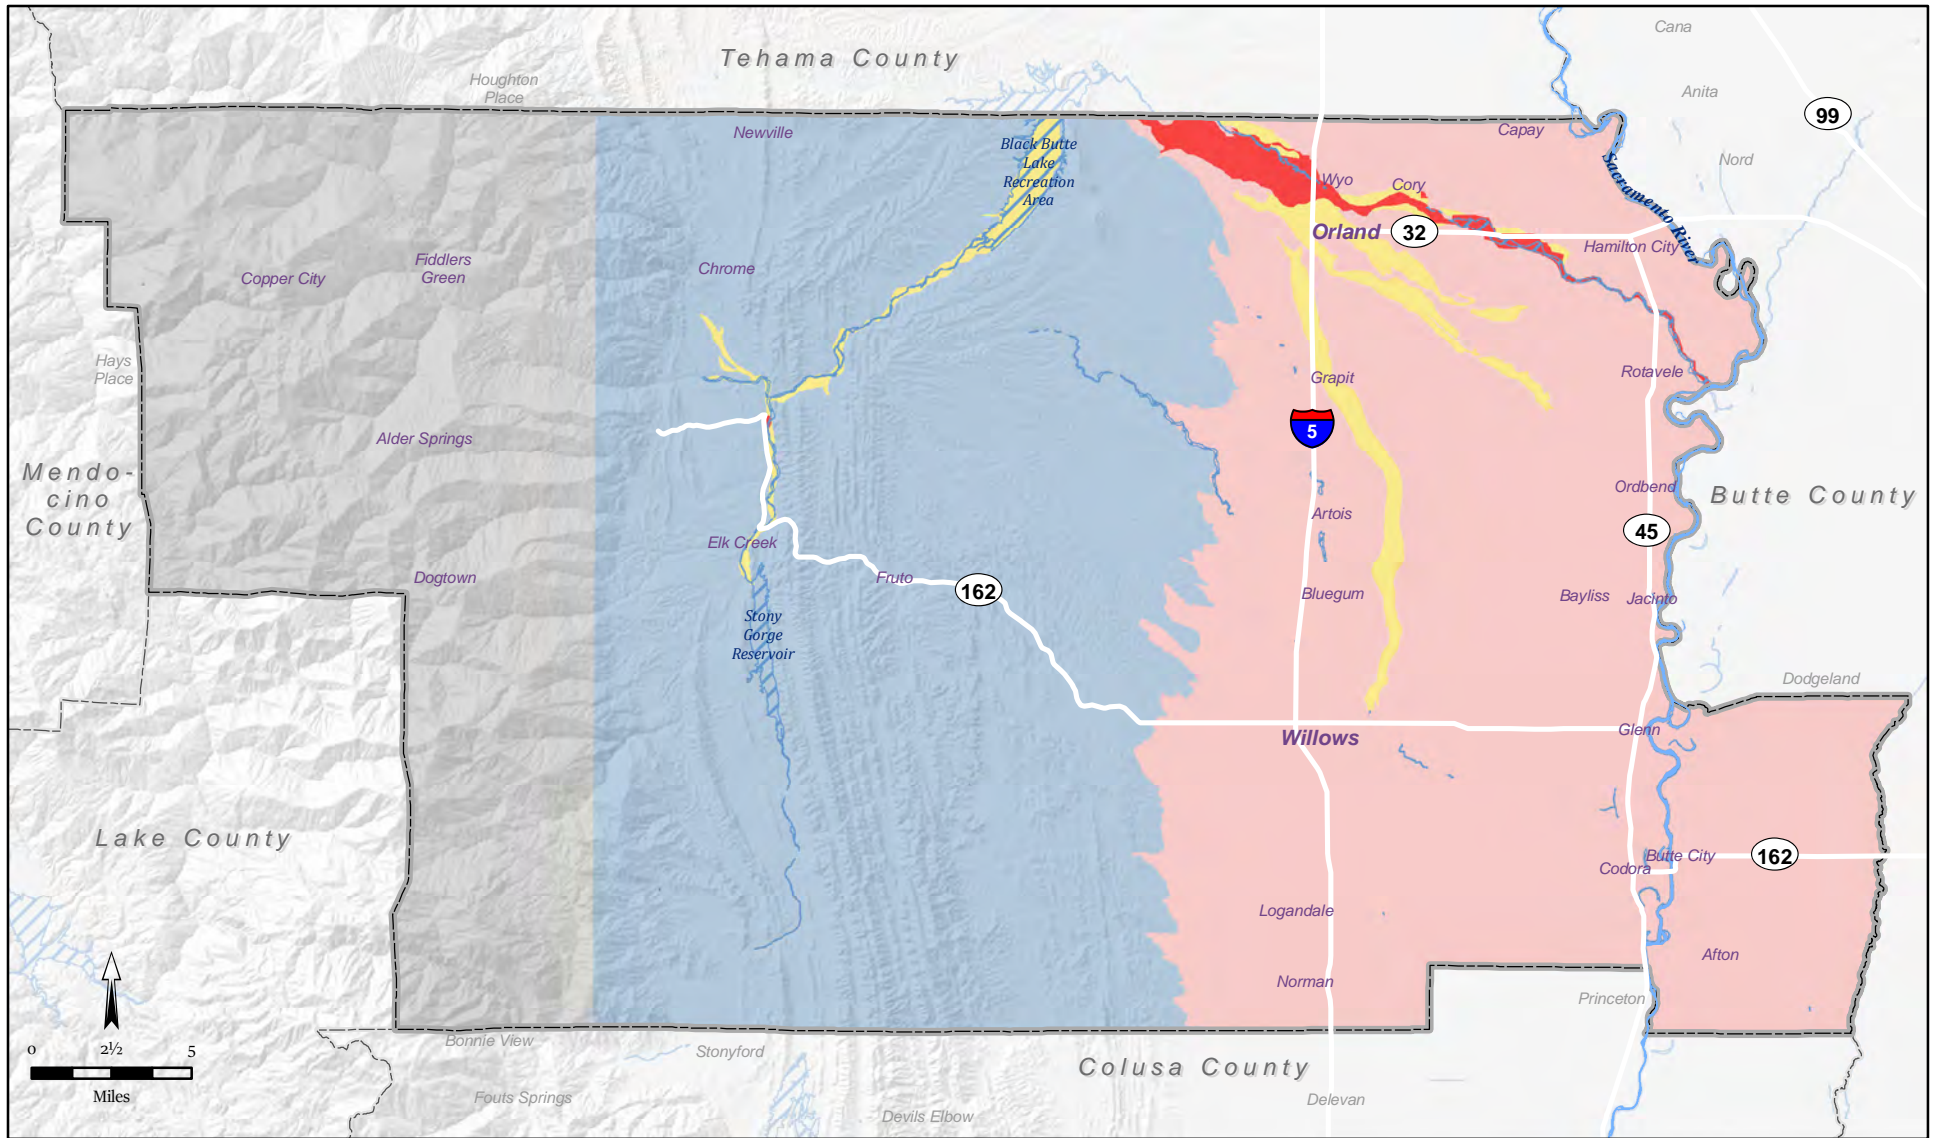 Cana
Tehama County
Houghton
Place
Anita
99
Newville
Capay
Black Butte
Lake
Recreation
Area
Nord
Sacramento River
Wyo
Cory
Orland
32
Hamilton City
Fiddlers
Green
Copper City
Chrome
Hays
Place
Grapit
Rotavele
5
Alder Springs
Mendo-
cino
County
Ordbend
Butte County
Artois
45
Elk Creek
Dogtown
Fruto
162
Bluegum
Bayliss
Jacinto
Stony
Gorge
Reservoir
Dodgeland
Glenn
Willows
Lake County
Butte City
162
Codora
Logandale
Afton
Norman
Princeton
0 2½ 5
Miles
Bonnie View
Stonyford
Colusa County
Fouts Springs
Delevan
Devils Elbow